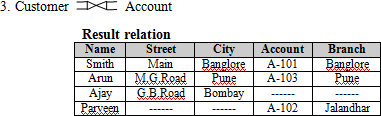 3. Customer ⟗ Account
Result relation
Name Street City Account Branch
Smith Main Banglore A-101 Banglore
Arun M.G.Road Pune A-103 Pune
Ajay G.B.Road Bombay ------ ------
Parveen ------ ------ A-102 Jalandhar